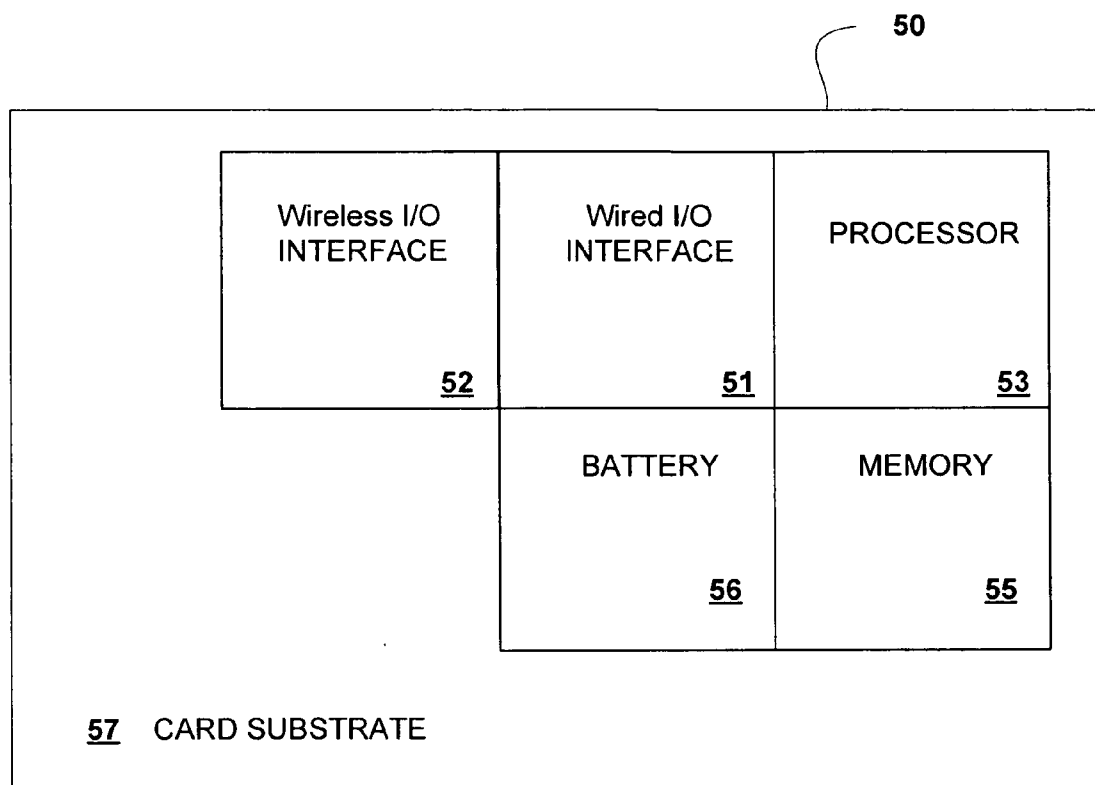 50
Wireless I/O
INTERFACE
52
Wired I/O
INTERFACE
51
PROCESSOR
53
BATTERY
56
MEMORY
55
57 CARD SUBSTRATE